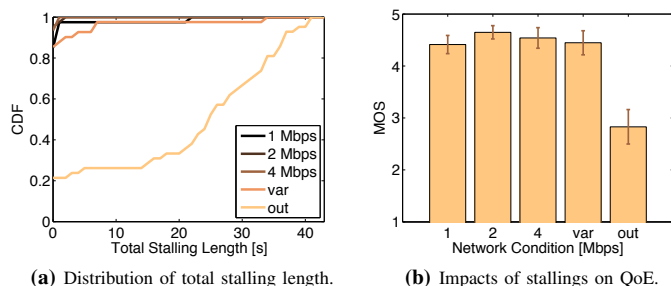 1
0.8
0.6
0.4
0.2
0
CDF
0 10 20 30 40
Total Stalling Length [s]
1 Mbps
2 Mbps
4 Mbps
var
out
(a) Distribution of total stalling length.
5
4
3
2
1
MOS
1 2 4 var out
Network Condition [Mbps]
(b) Impacts of stallings on QoE.